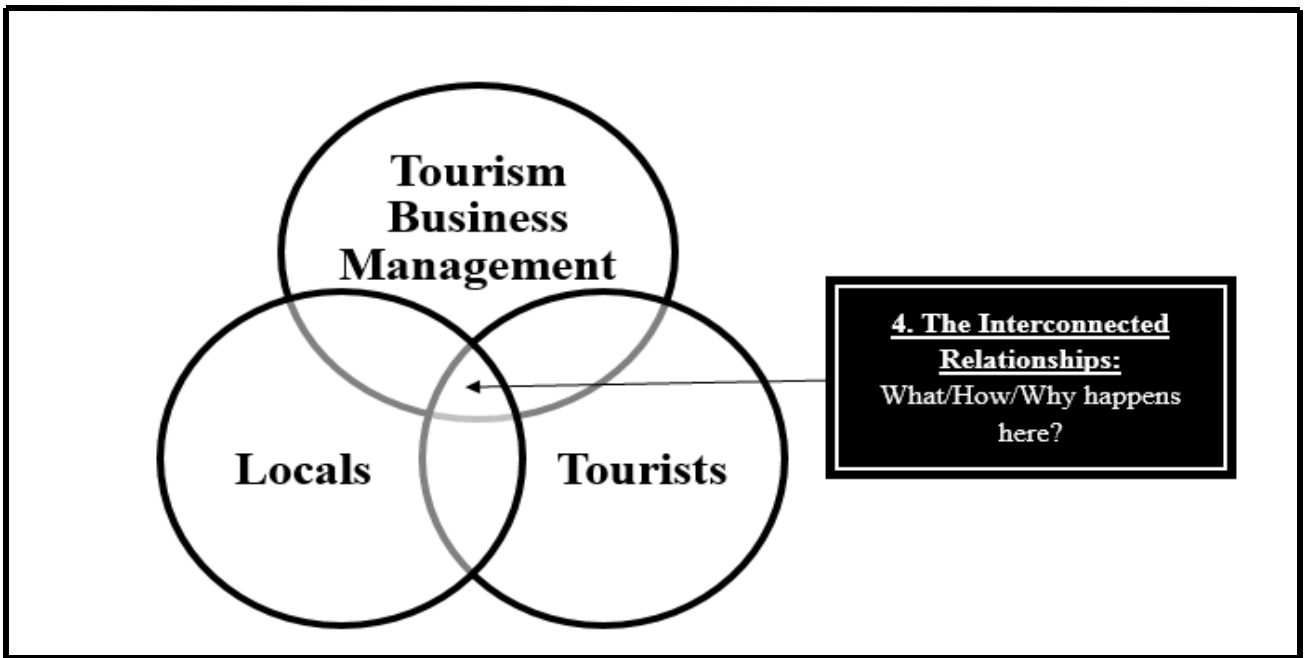 Tourism
Business
Management
Locals
Tourists
4. The Interconnected
Relationships:
What/How/Why happens
here?